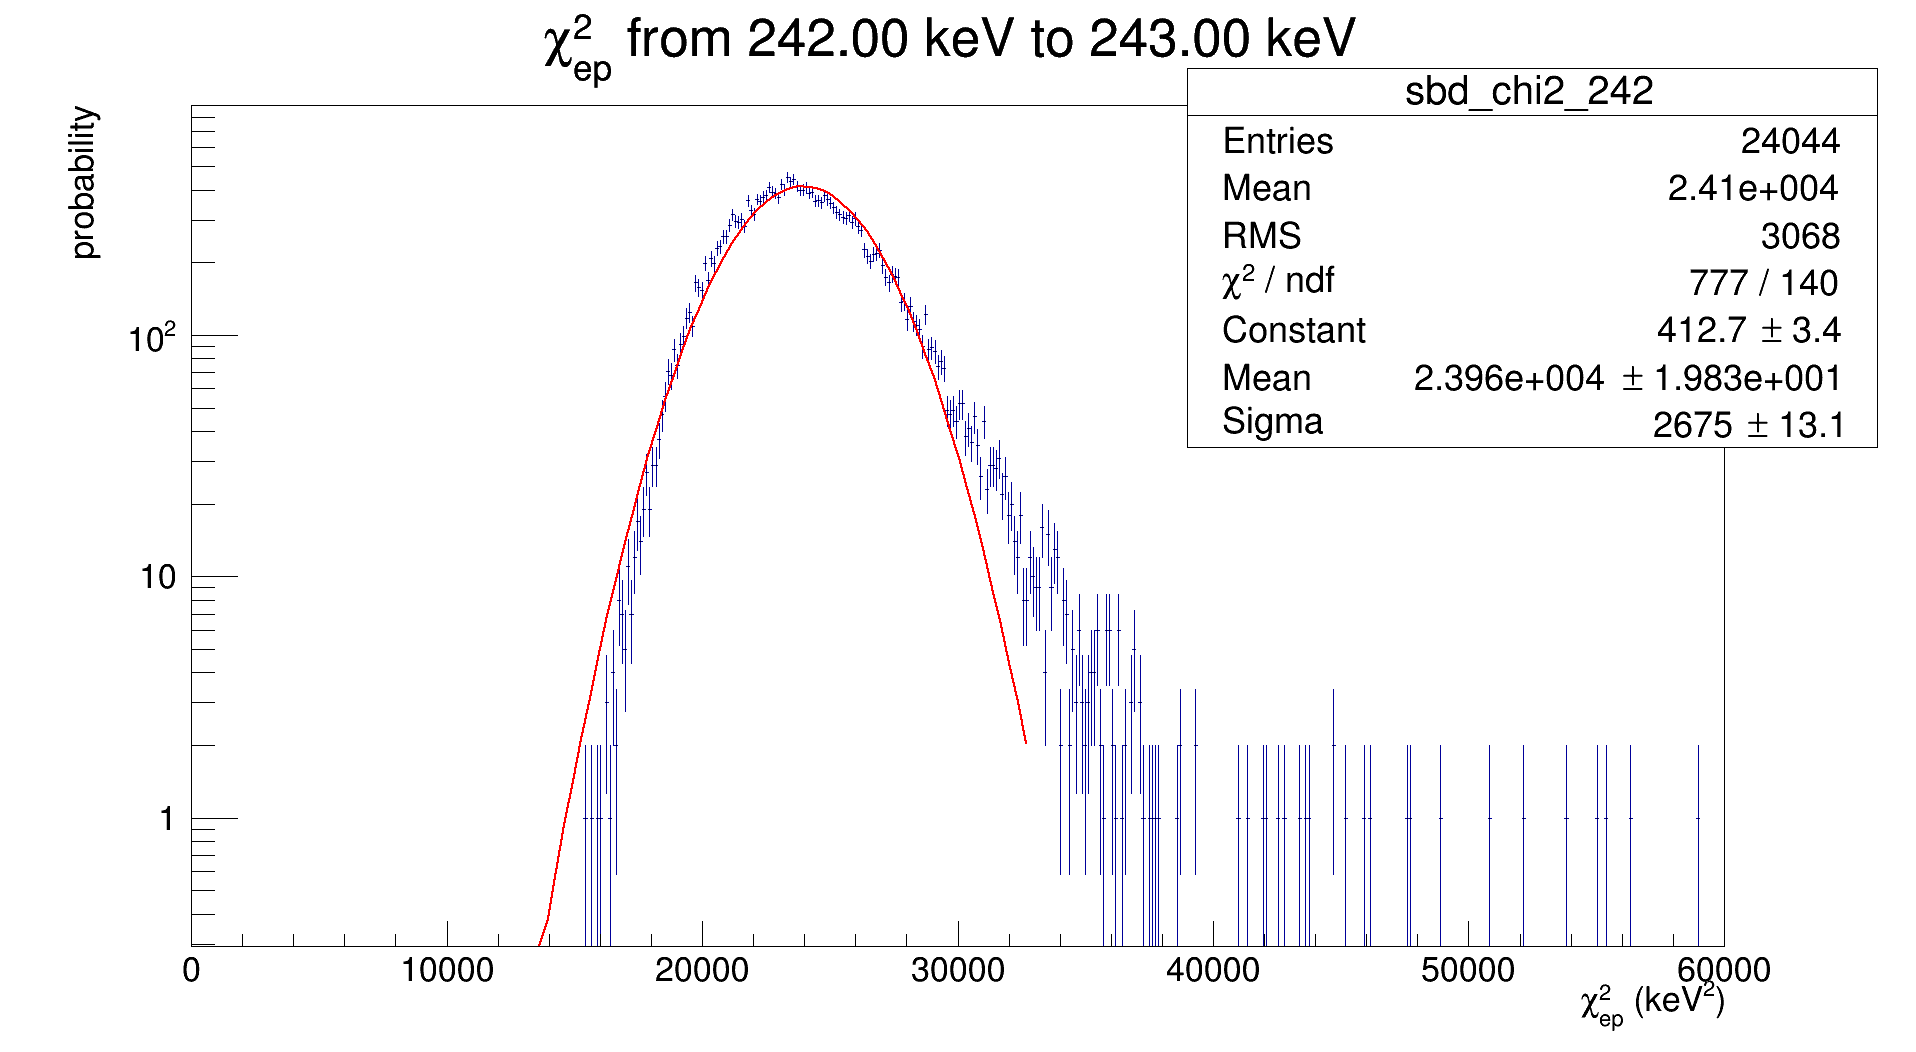 χ²ep from 242.00 keV to 243.00 keV
sbd_chi2_242
Entries 24044
Mean 2.41e+004
RMS 3068
χ² / ndf 777 / 140
Constant 412.7 ± 3.4
Mean 2.396e+004 ± 1.983e+001
Sigma 2675 ± 13.1
probability
10²
10
1
0 10000 20000 30000 40000 50000 60000
χ²ep (keV²)